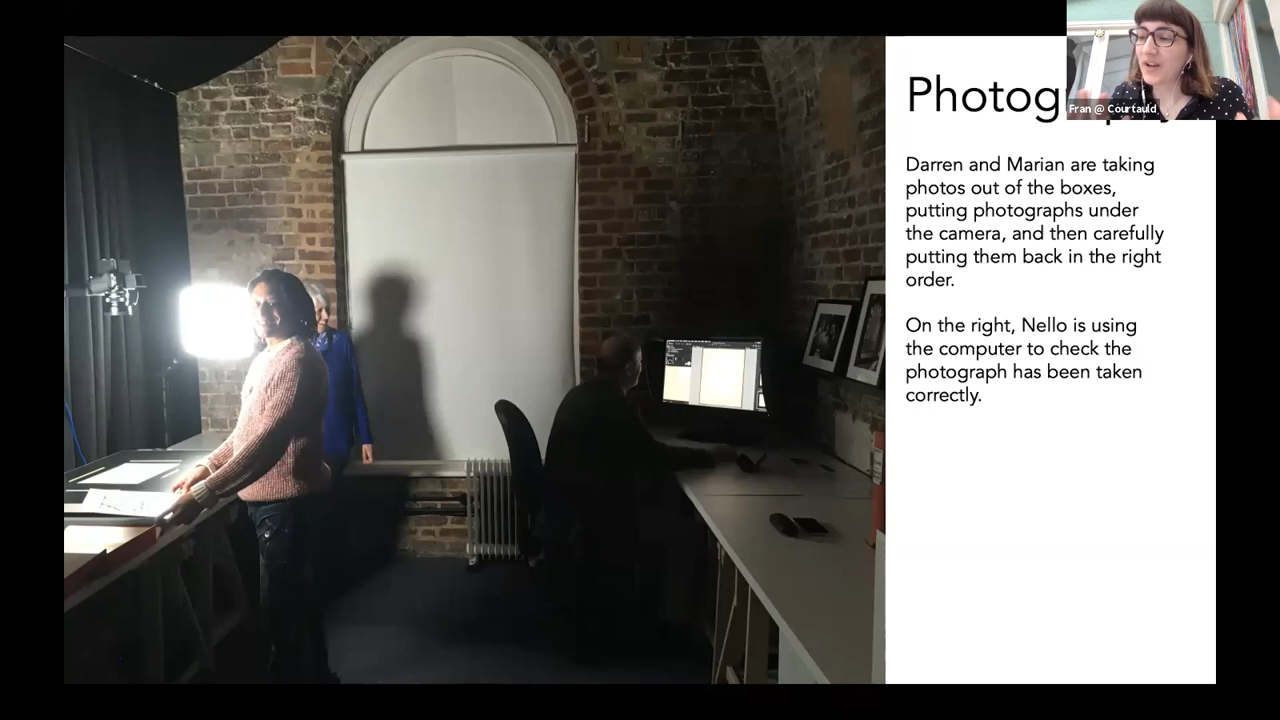 Photog
Fran @ Courtauld
Darren and Marian are taking
photos out of the boxes,
putting photographs under
the camera, and then carefully
putting them back in the right
order.
On the right, Nello is using
the computer to check the
photograph has been taken
correctly.